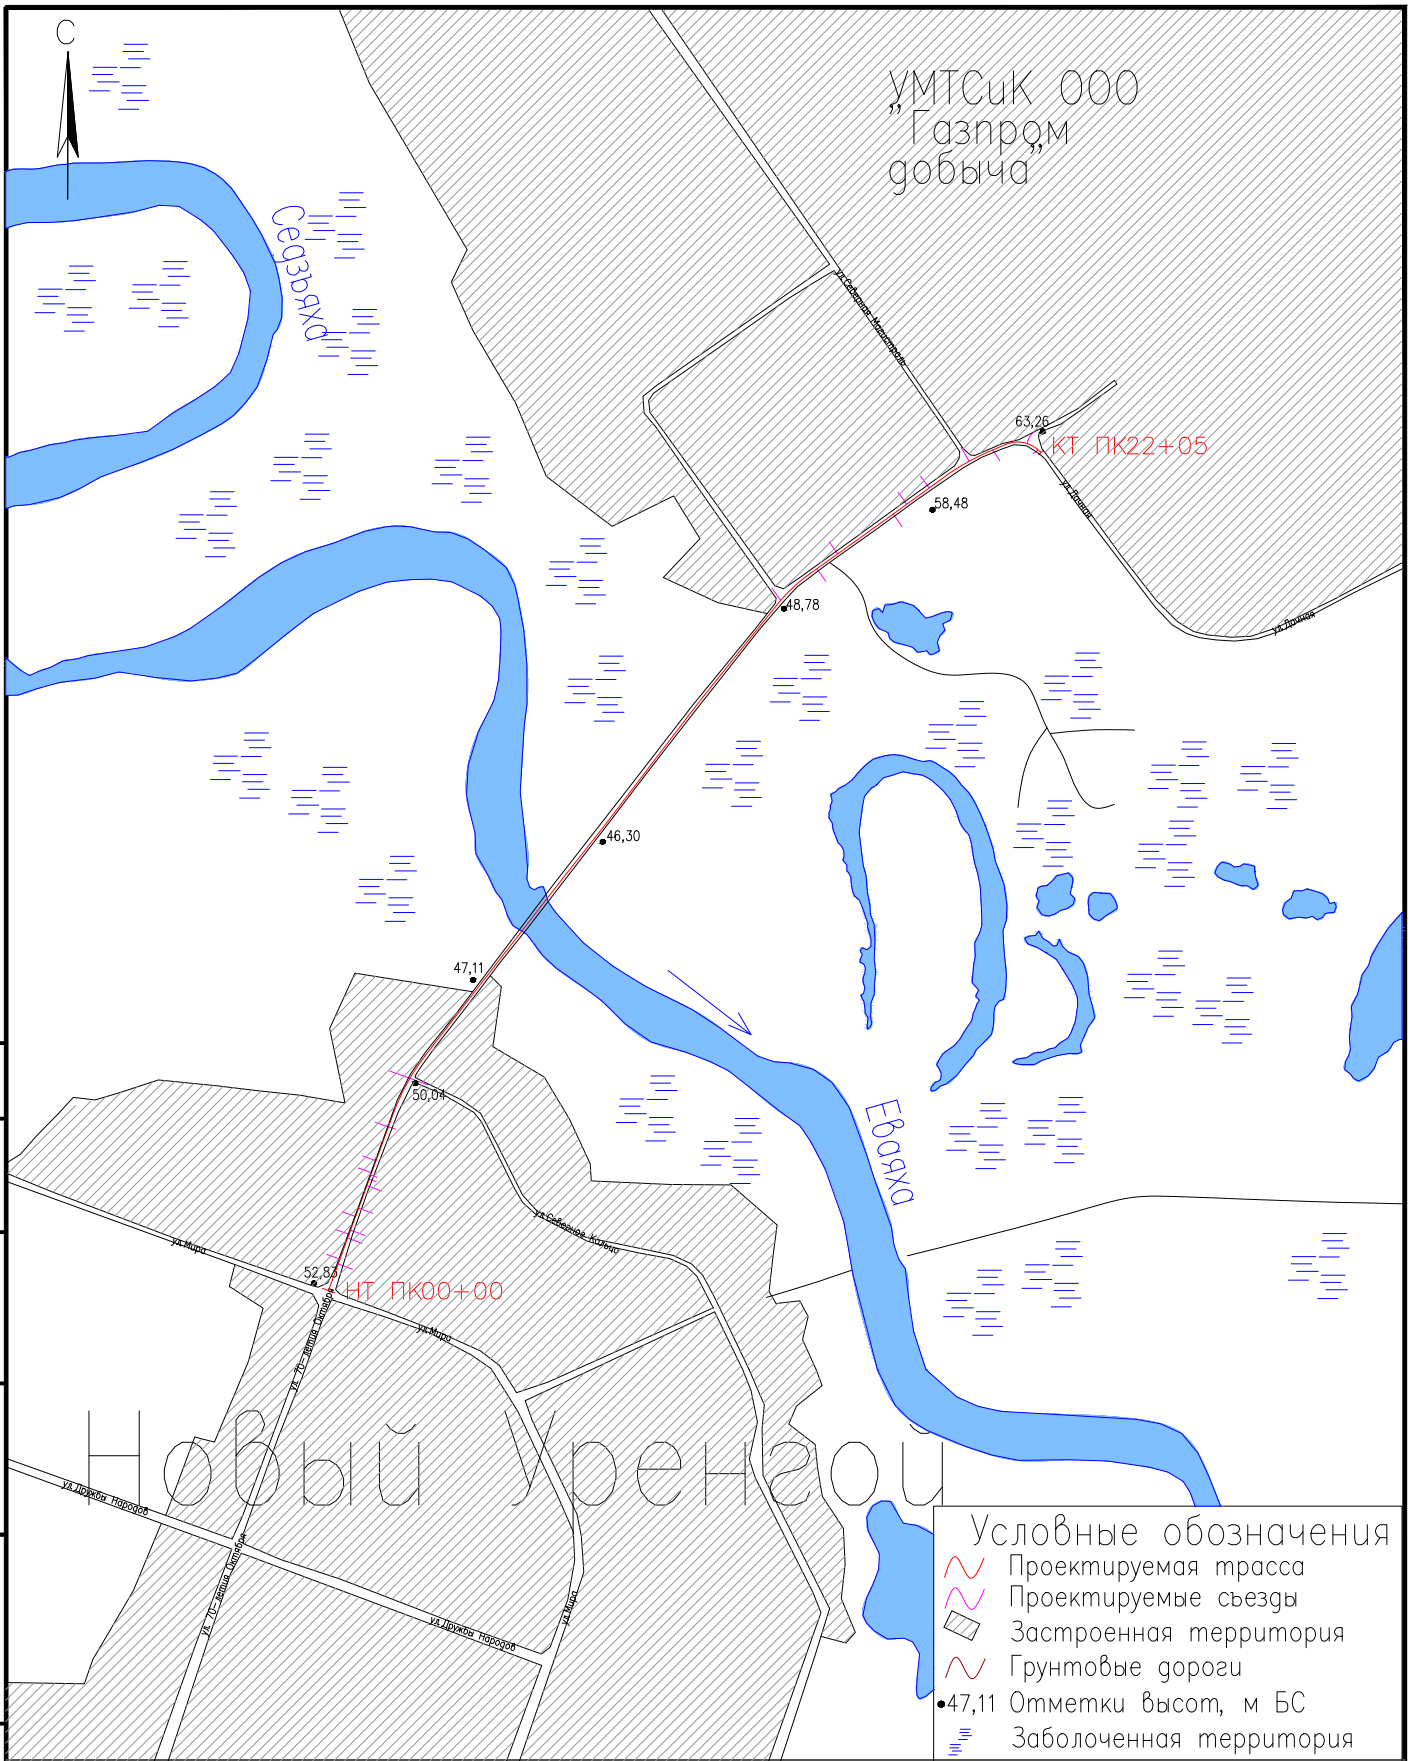 С
УМТСиК ООО
"Газпром
добыча"
Седзьяха
ул.Северная Магистраль
63,26
КТ ПК22+05
ул.Дачная
58,48
48,78
ул.Дачная
46,30
47,11
50,04
Еваяха
ул.Северное Кольцо
ул.Мира
52,83
НТ ПК00+00
ул.Мира
ул. 70-летия Октября
Новый Уренгой
ул.Дружбы Народов
ул. 70-летия Октября
ул.Дружбы Народов
ул.Мира
Условные обозначения
Проектируемая трасса
Проектируемые съезды
Застроенная территория
Грунтовые дороги
47,11 Отметки высот, м БС
Заболоченная территория